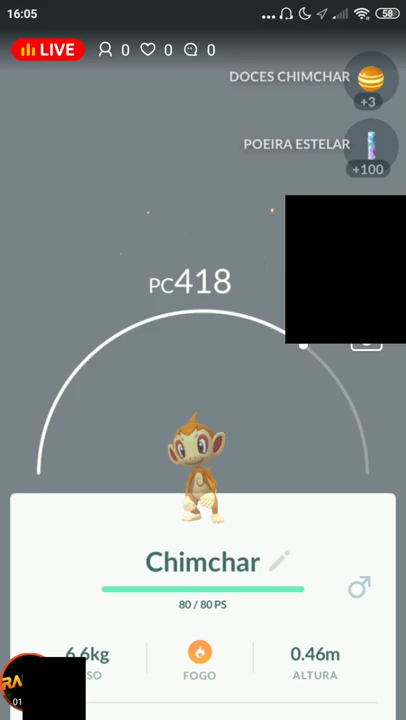 16:05
58
LIVE 0 0 0
DOCES CHIMCHAR
+3
POEIRA ESTELAR
+100
PC418
Chimchar
80 / 80 PS
6.6kg
0.46m
FOGO
ALTURA
01